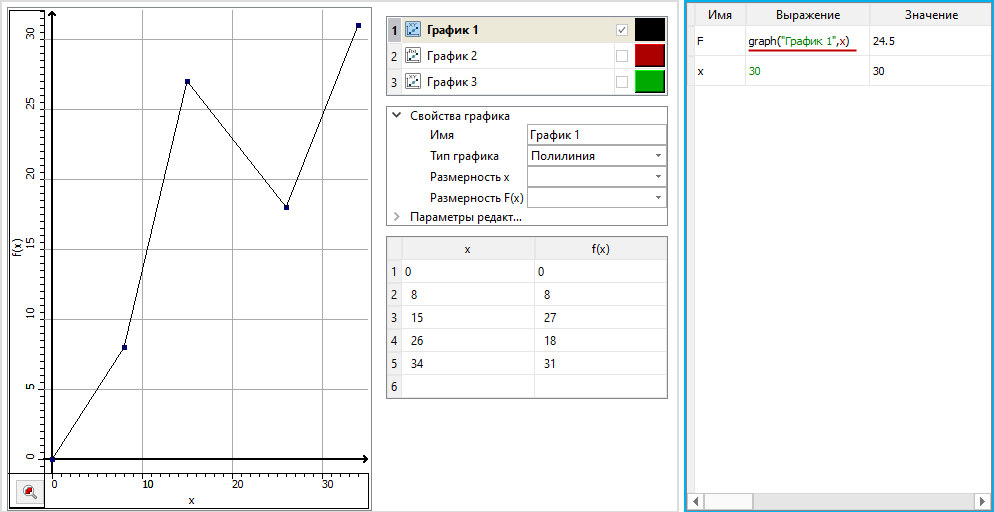 30
25
20
15
10
5
0
f(x)
0 10 20 30
x
1 График 1
2 График 2
3 График 3
Свойства графика
Имя График 1
Тип графика Полилиния
Размерность x
Размерность F(x)
Параметры редакт...
x f(x)
1 0 0
2 8 8
3 15 27
4 26 18
5 34 31
6
Имя Выражение Значение
F graph("График 1",x) 24.5
x 30 30